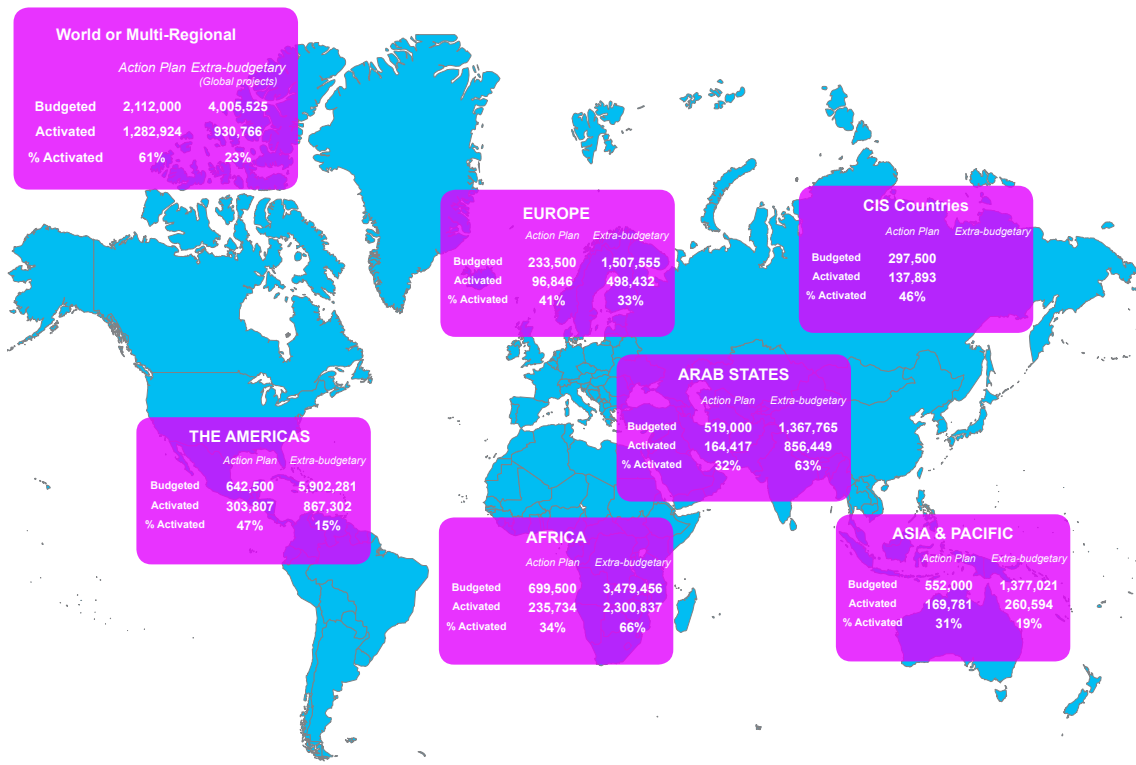 World or Multi-Regional
Action Plan Extra-budgetary
(Global projects)
Budgeted 2,112,000 4,005,525
Activated 1,282,924 930,766
% Activated 61% 23%
EUROPE
Action Plan Extra-budgetary
Budgeted 233,500 1,507,555
Activated 96,846 498,432
% Activated 41% 33%
CIS Countries
Action Plan Extra-budgetary
Budgeted 297,500
Activated 137,893
% Activated 46%
ARAB STATES
Action Plan Extra-budgetary
Budgeted 519,000 1,367,765
Activated 164,417 856,449
% Activated 32% 63%
THE AMERICAS
Action Plan Extra-budgetary
Budgeted 642,500 5,902,281
Activated 303,807 867,302
% Activated 47% 15%
AFRICA
Action Plan Extra-budgetary
Budgeted 699,500 3,479,456
Activated 235,734 2,300,837
% Activated 34% 66%
ASIA & PACIFIC
Action Plan Extra-budgetary
Budgeted 552,000 1,377,021
Activated 169,781 260,594
% Activated 31% 19%